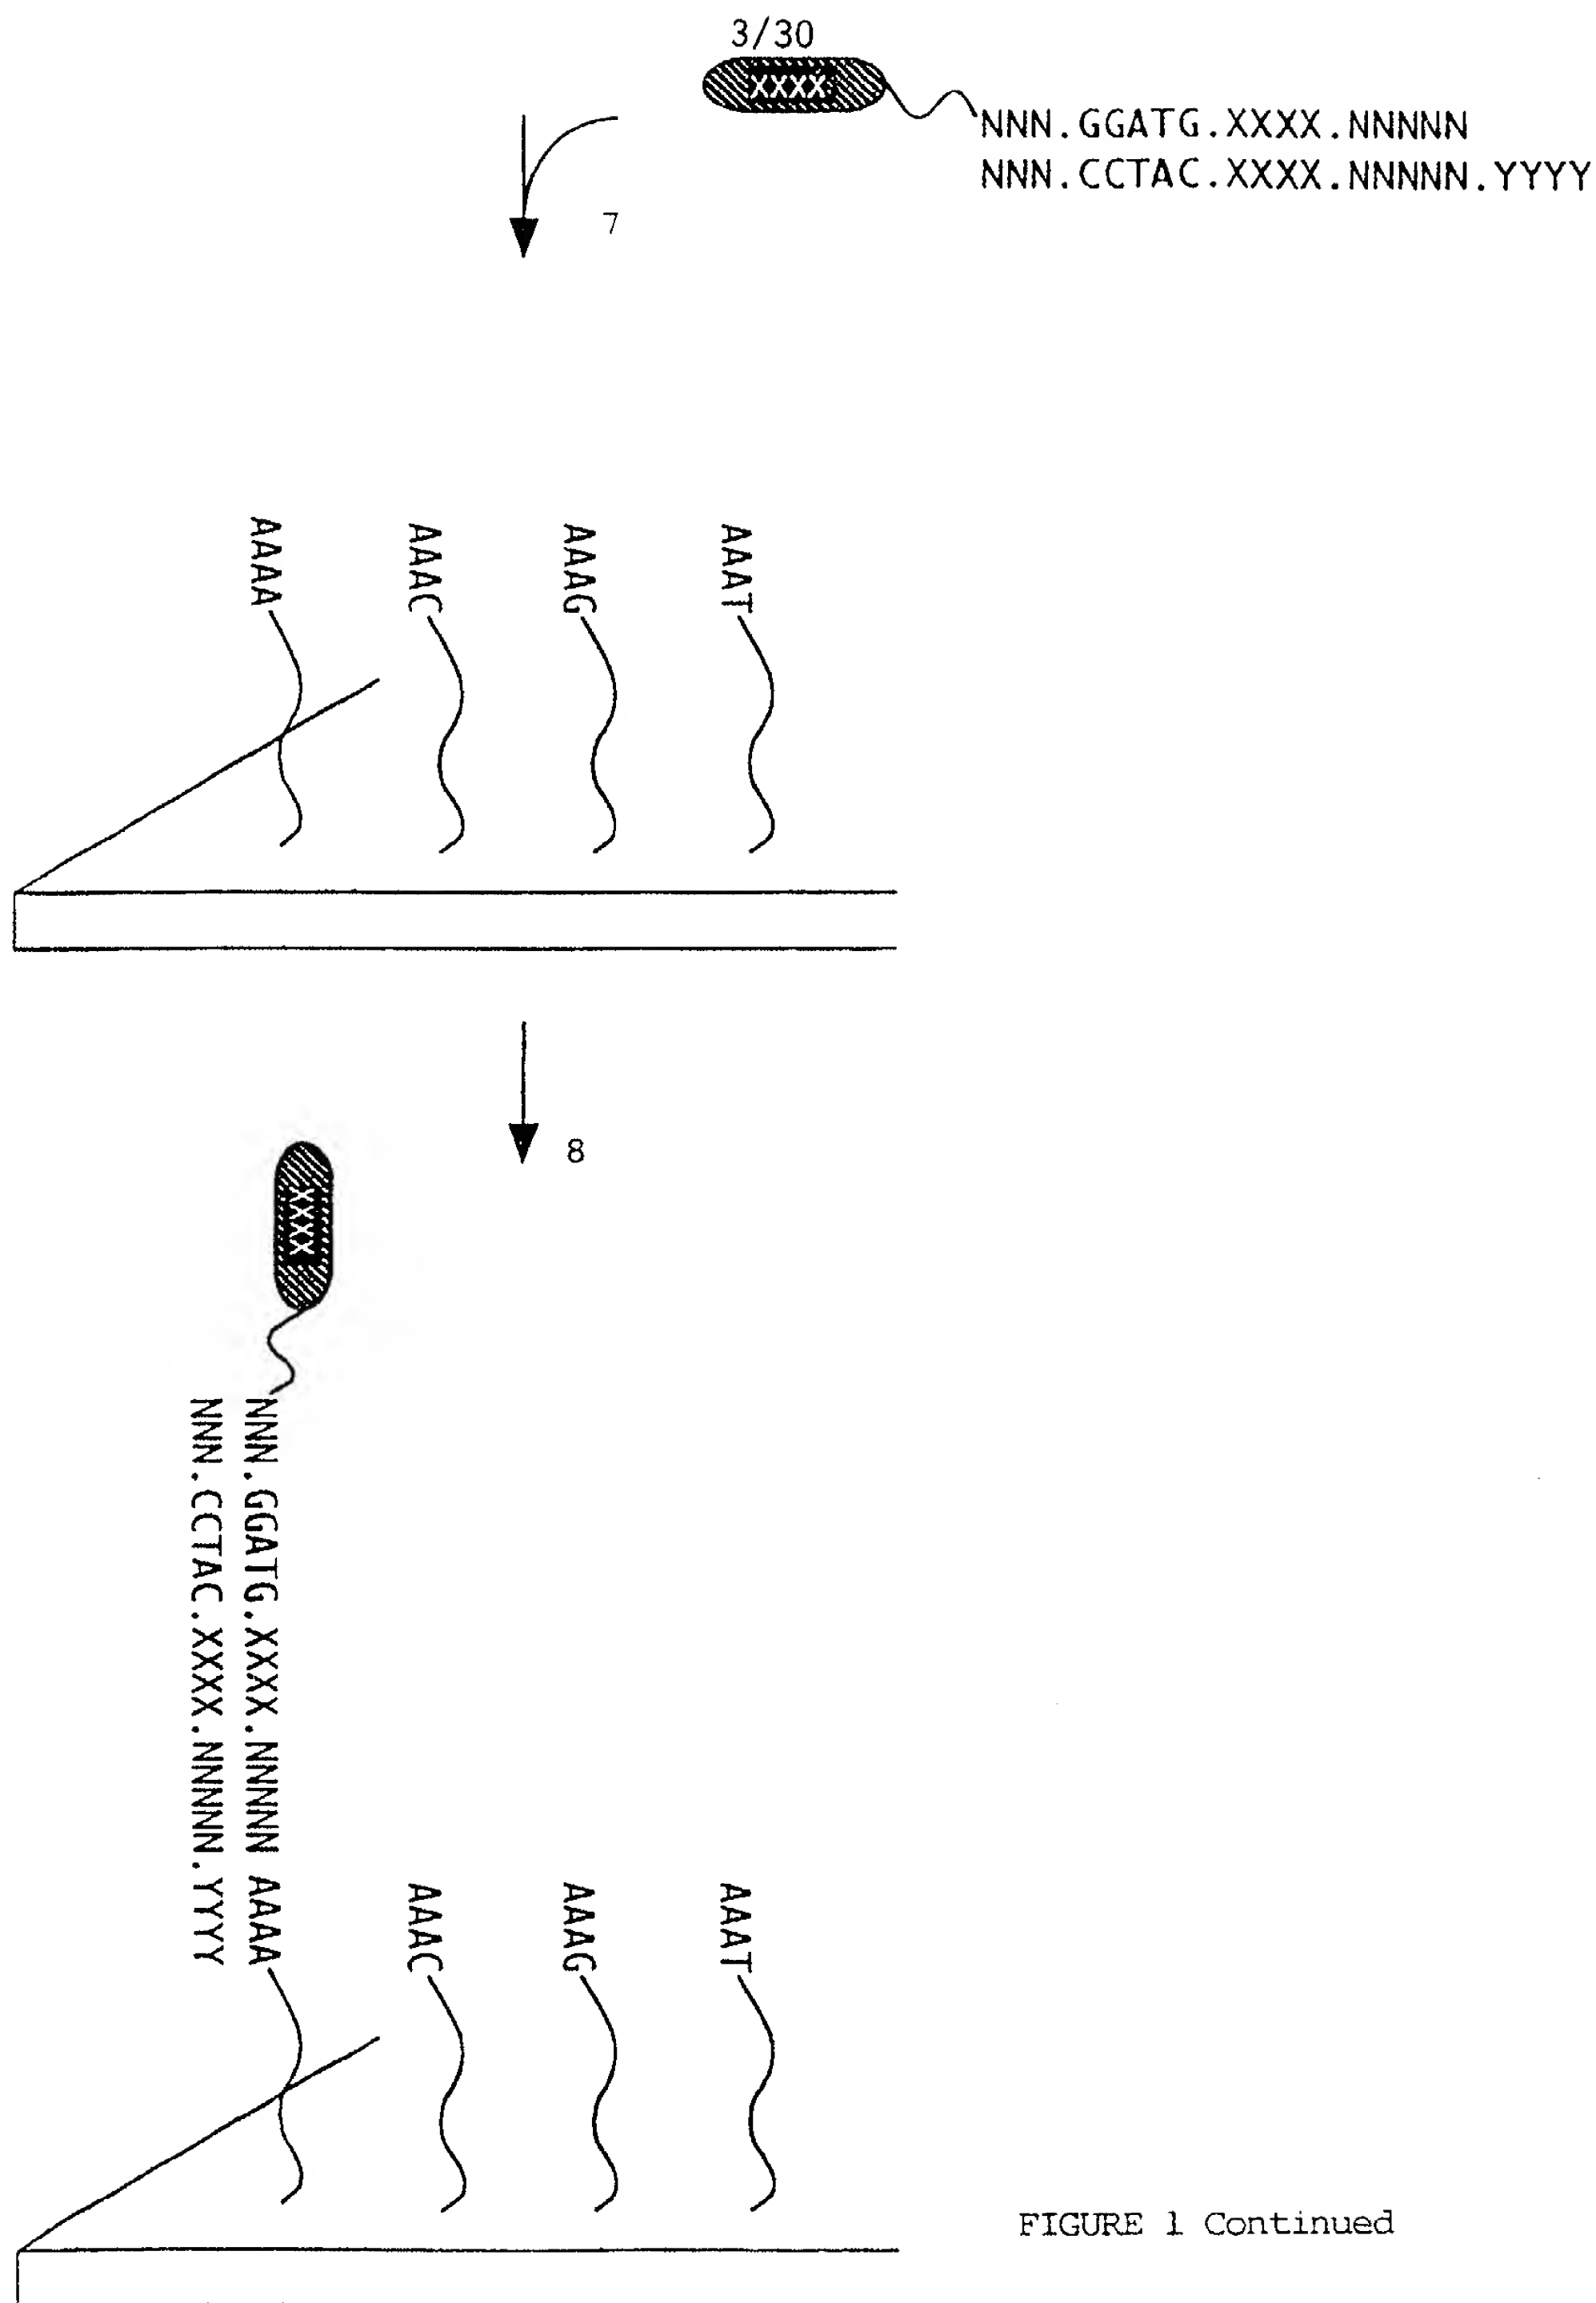 3/30
XXXX
NNN.GGATG.XXXX.NNNNN
NNN.CCTAC.XXXX.NNNNN.YYYY
7
AAAA
AAAC
AAAG
AAAT
8
XXXX
NNN.CCTAC.XXXX.NNNNN.YYYY
NNN.GGATG.XXXX.NNNNN AAAA
AAAC
AAAG
AAAT
FIGURE 1 Continued